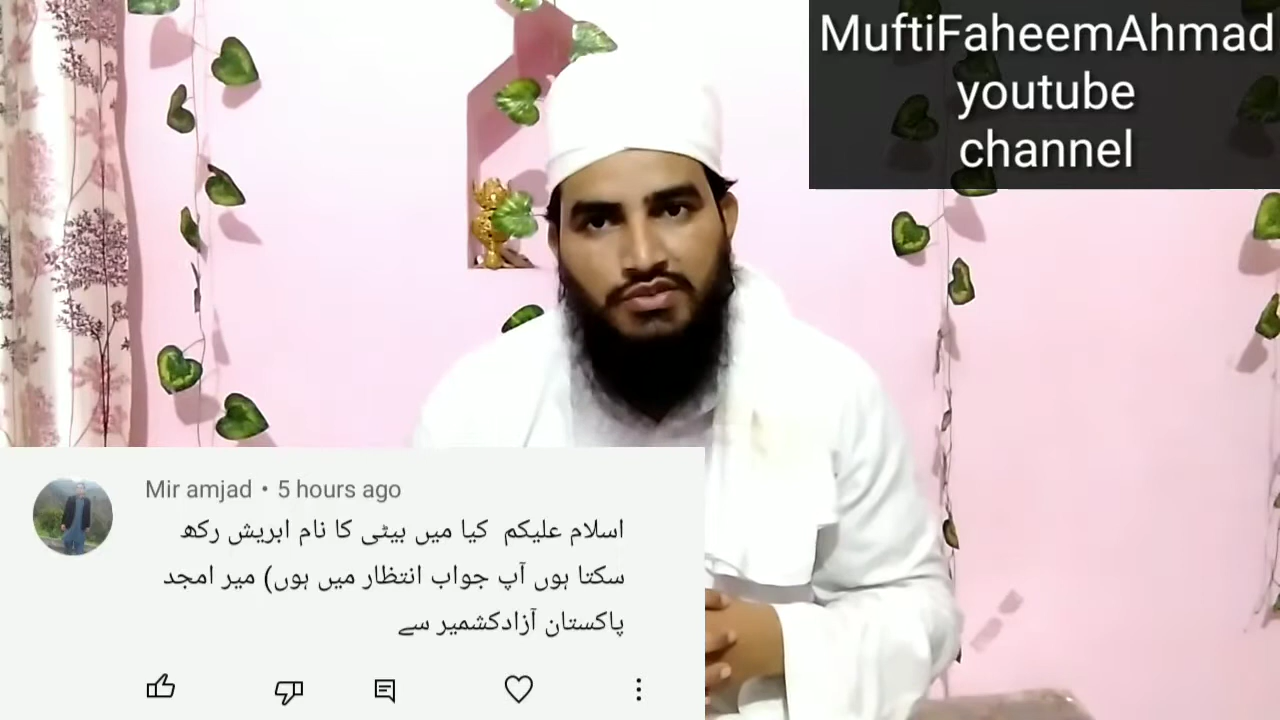 MuftiFaheemAhmad
youtube
channel
Mir amjad • 5 hours ago
اسلام علیکم کیا میں بیٹی کا نام ابریش رکھ
سکتا ہوں آپ جواب انتظار میں ہوں) میر امجد
پاکستان آزادکشمیر سے